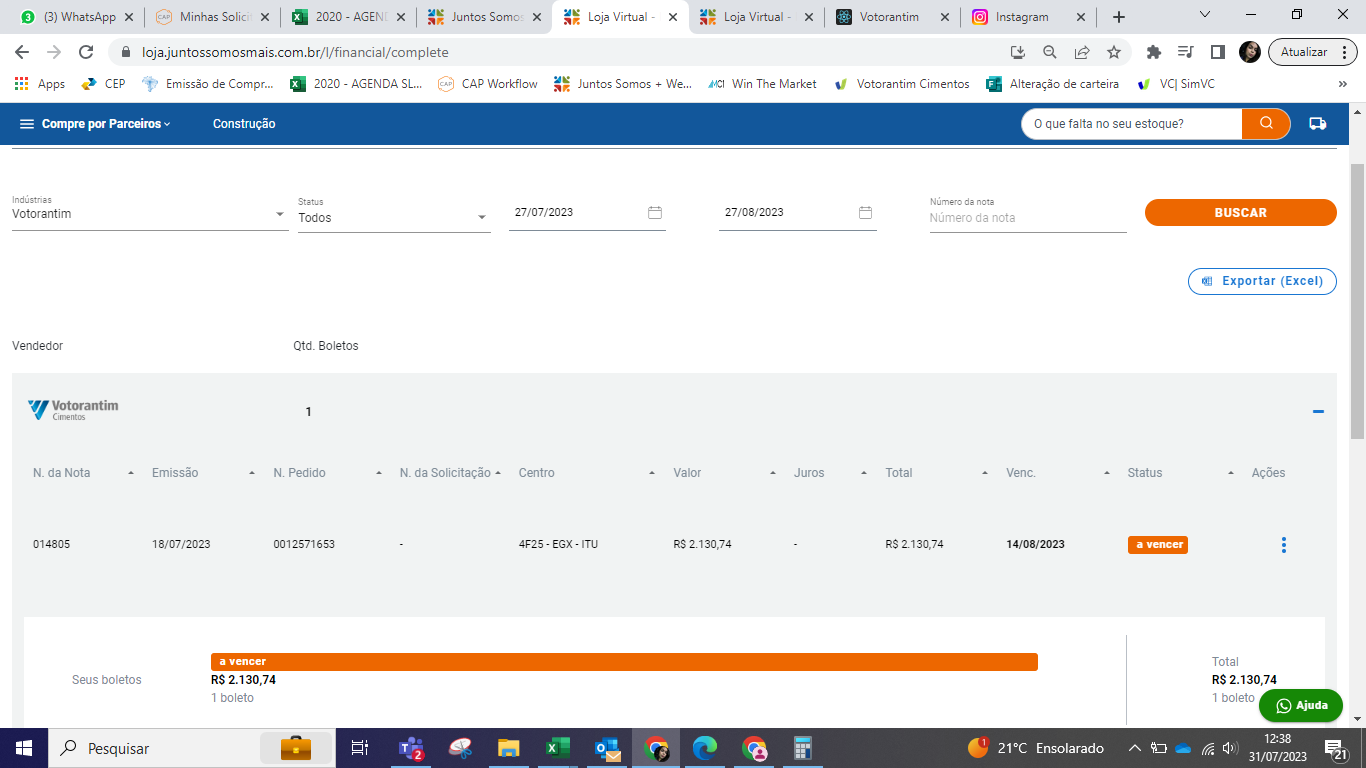 (3) WhatsApp
Minhas Solicit
2020 - AGEND
Juntos Somos
Loja Virtual -
Loja Virtual -
Votorantim
Instagram
loja.juntossomosmais.com.br/l/financial/complete
Atualizar
Apps
CEP
Emissão de Compr...
2020 - AGENDA SL...
CAP Workflow
Juntos Somos + We...
Win The Market
Votorantim Cimentos
Alteração de carteira
VC| SimVC
»
Compre por Parceiros
Construção
O que falta no seu estoque?
Indústrias
Votorantim
Status
Todos
27/07/2023
27/08/2023
Número da nota
Número da nota
BUSCAR
Exportar (Excel)
Vendedor Qtd. Boletos
Votorantim
Cimentos
1
N. da Nota Emissão N. Pedido N. da Solicitação Centro Valor Juros Total Venc. Status Ações
014805 18/07/2023 0012571653 - 4F25 - EGX - ITU R$ 2.130,74 - R$ 2.130,74 14/08/2023 a vencer
Seus boletos
a vencer
R$ 2.130,74
1 boleto
Total
R$ 2.130,74
1 boleto
Ajuda
Pesquisar
2
1
21°C Ensolarado
12:38
31/07/2023
21